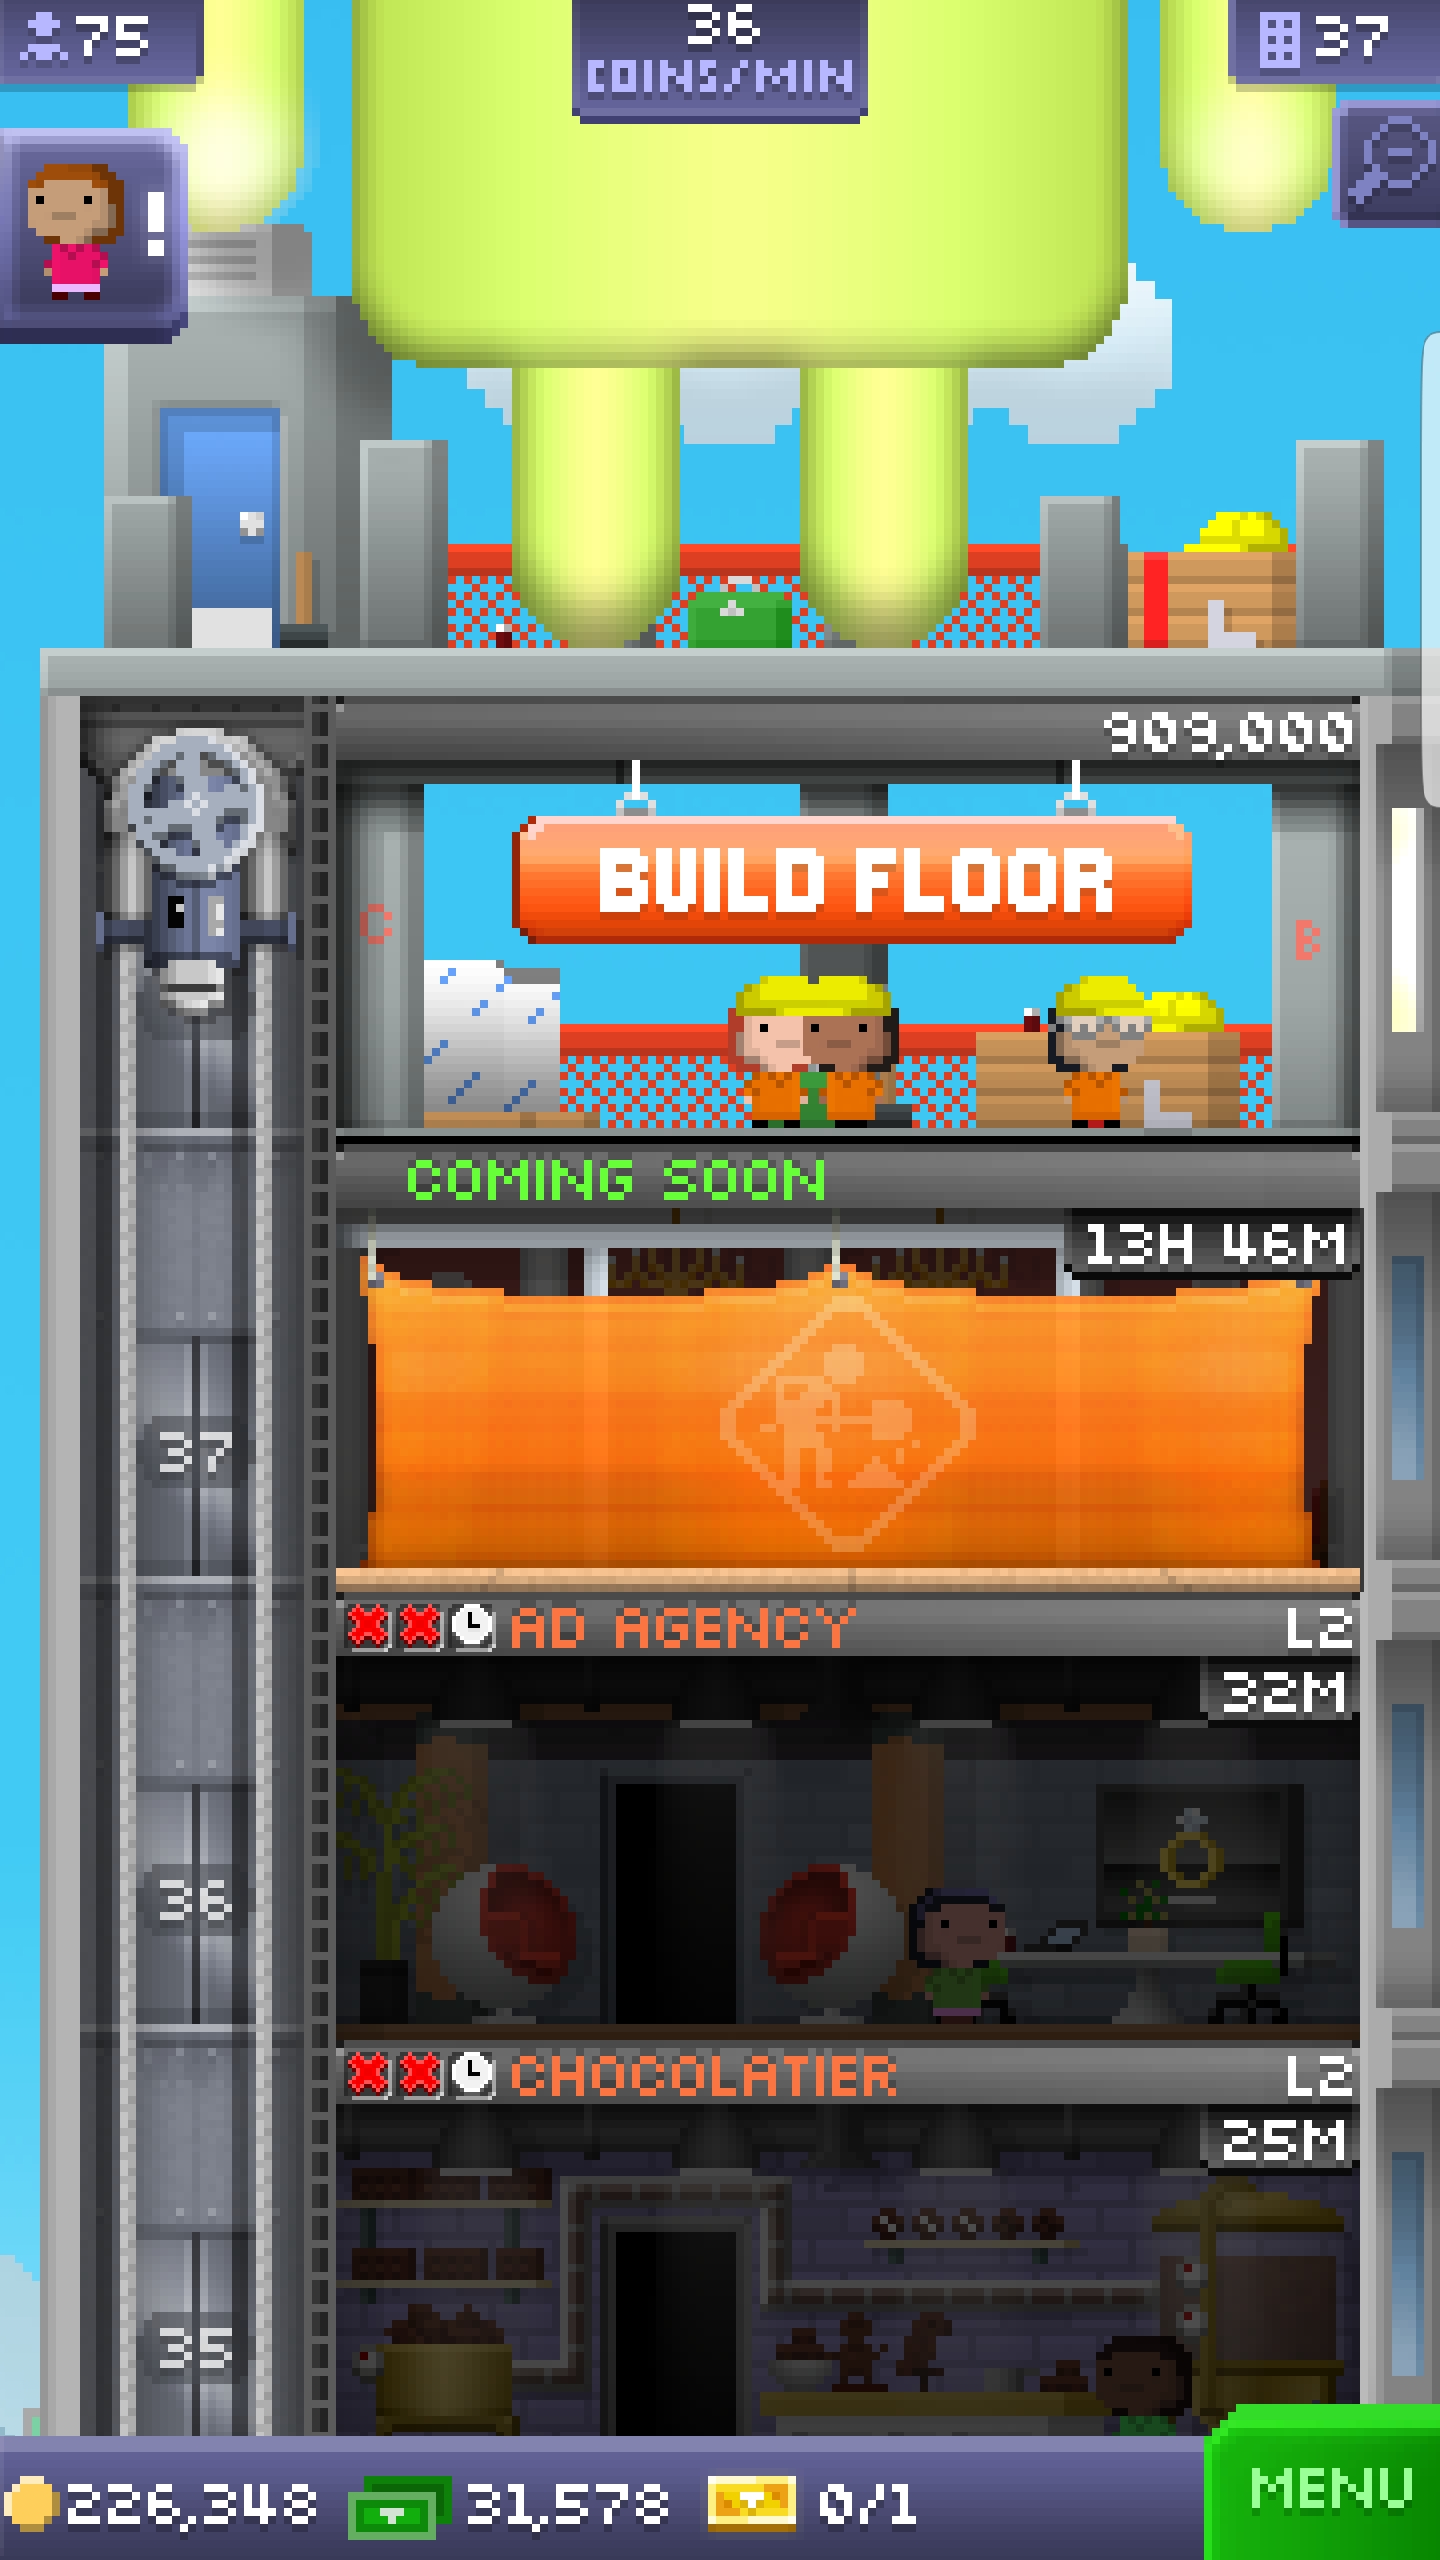 75
36
COINS/MIN
37
!
909,000
C
BUILD FLOOR
B
COMING SOON
13H 46M
37
AD AGENCY L2
32M
36
CHOCOLATIER L2
25M
35
226,348 31,578 0/1
MENU